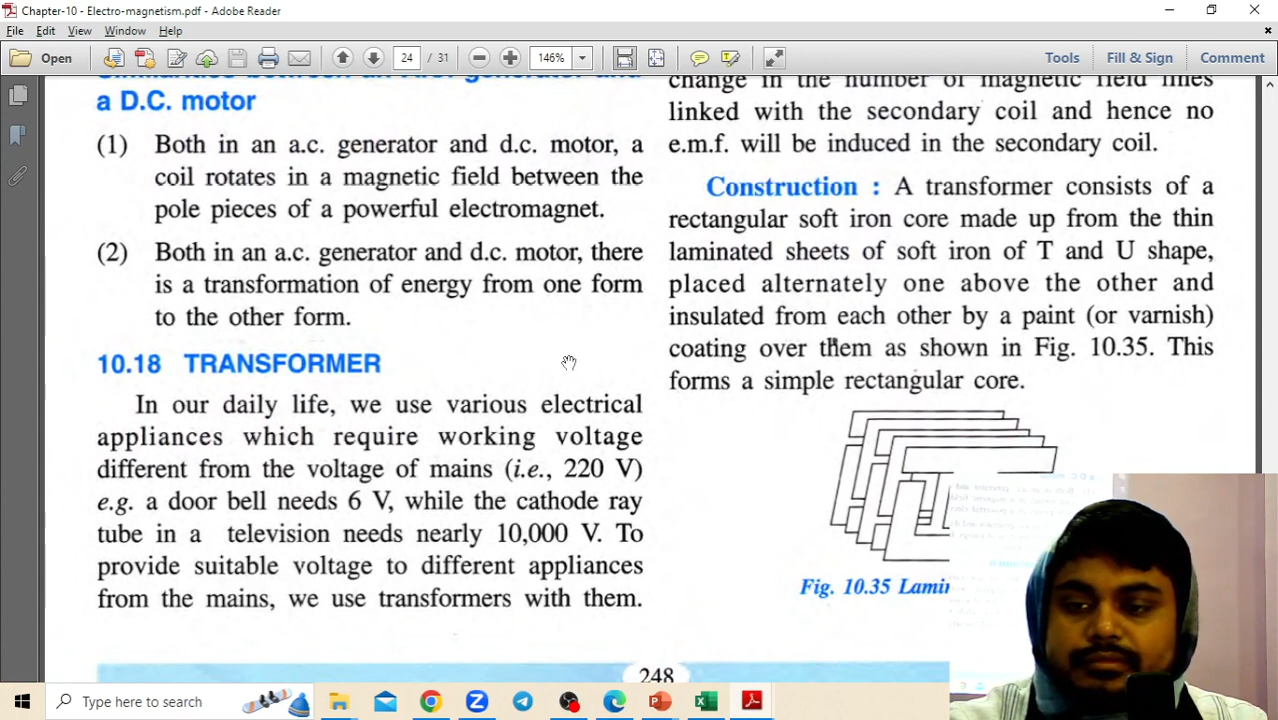 Chapter-10 - Electro-magnetism.pdf - Adobe Reader
File Edit View Window Help
Open 24 / 31 146% Tools Fill & Sign Comment
a D.C. motor
(1) Both in an a.c. generator and d.c. motor, a
coil rotates in a magnetic field between the
pole pieces of a powerful electromagnet.
(2) Both in an a.c. generator and d.c. motor, there
is a transformation of energy from one form
to the other form.
10.18 TRANSFORMER
In our daily life, we use various electrical
appliances which require working voltage
different from the voltage of mains (i.e., 220 V)
e.g. a door bell needs 6 V, while the cathode ray
tube in a television needs nearly 10,000 V. To
provide suitable voltage to different appliances
from the mains, we use transformers with them.
change in the number of magnetic field lines
linked with the secondary coil and hence no
e.m.f. will be induced in the secondary coil.
Construction : A transformer consists of a
rectangular soft iron core made up from the thin
laminated sheets of soft iron of T and U shape,
placed alternately one above the other and
insulated from each other by a paint (or varnish)
coating over them as shown in Fig. 10.35. This
forms a simple rectangular core.
Fig. 10.35
248
Type here to search